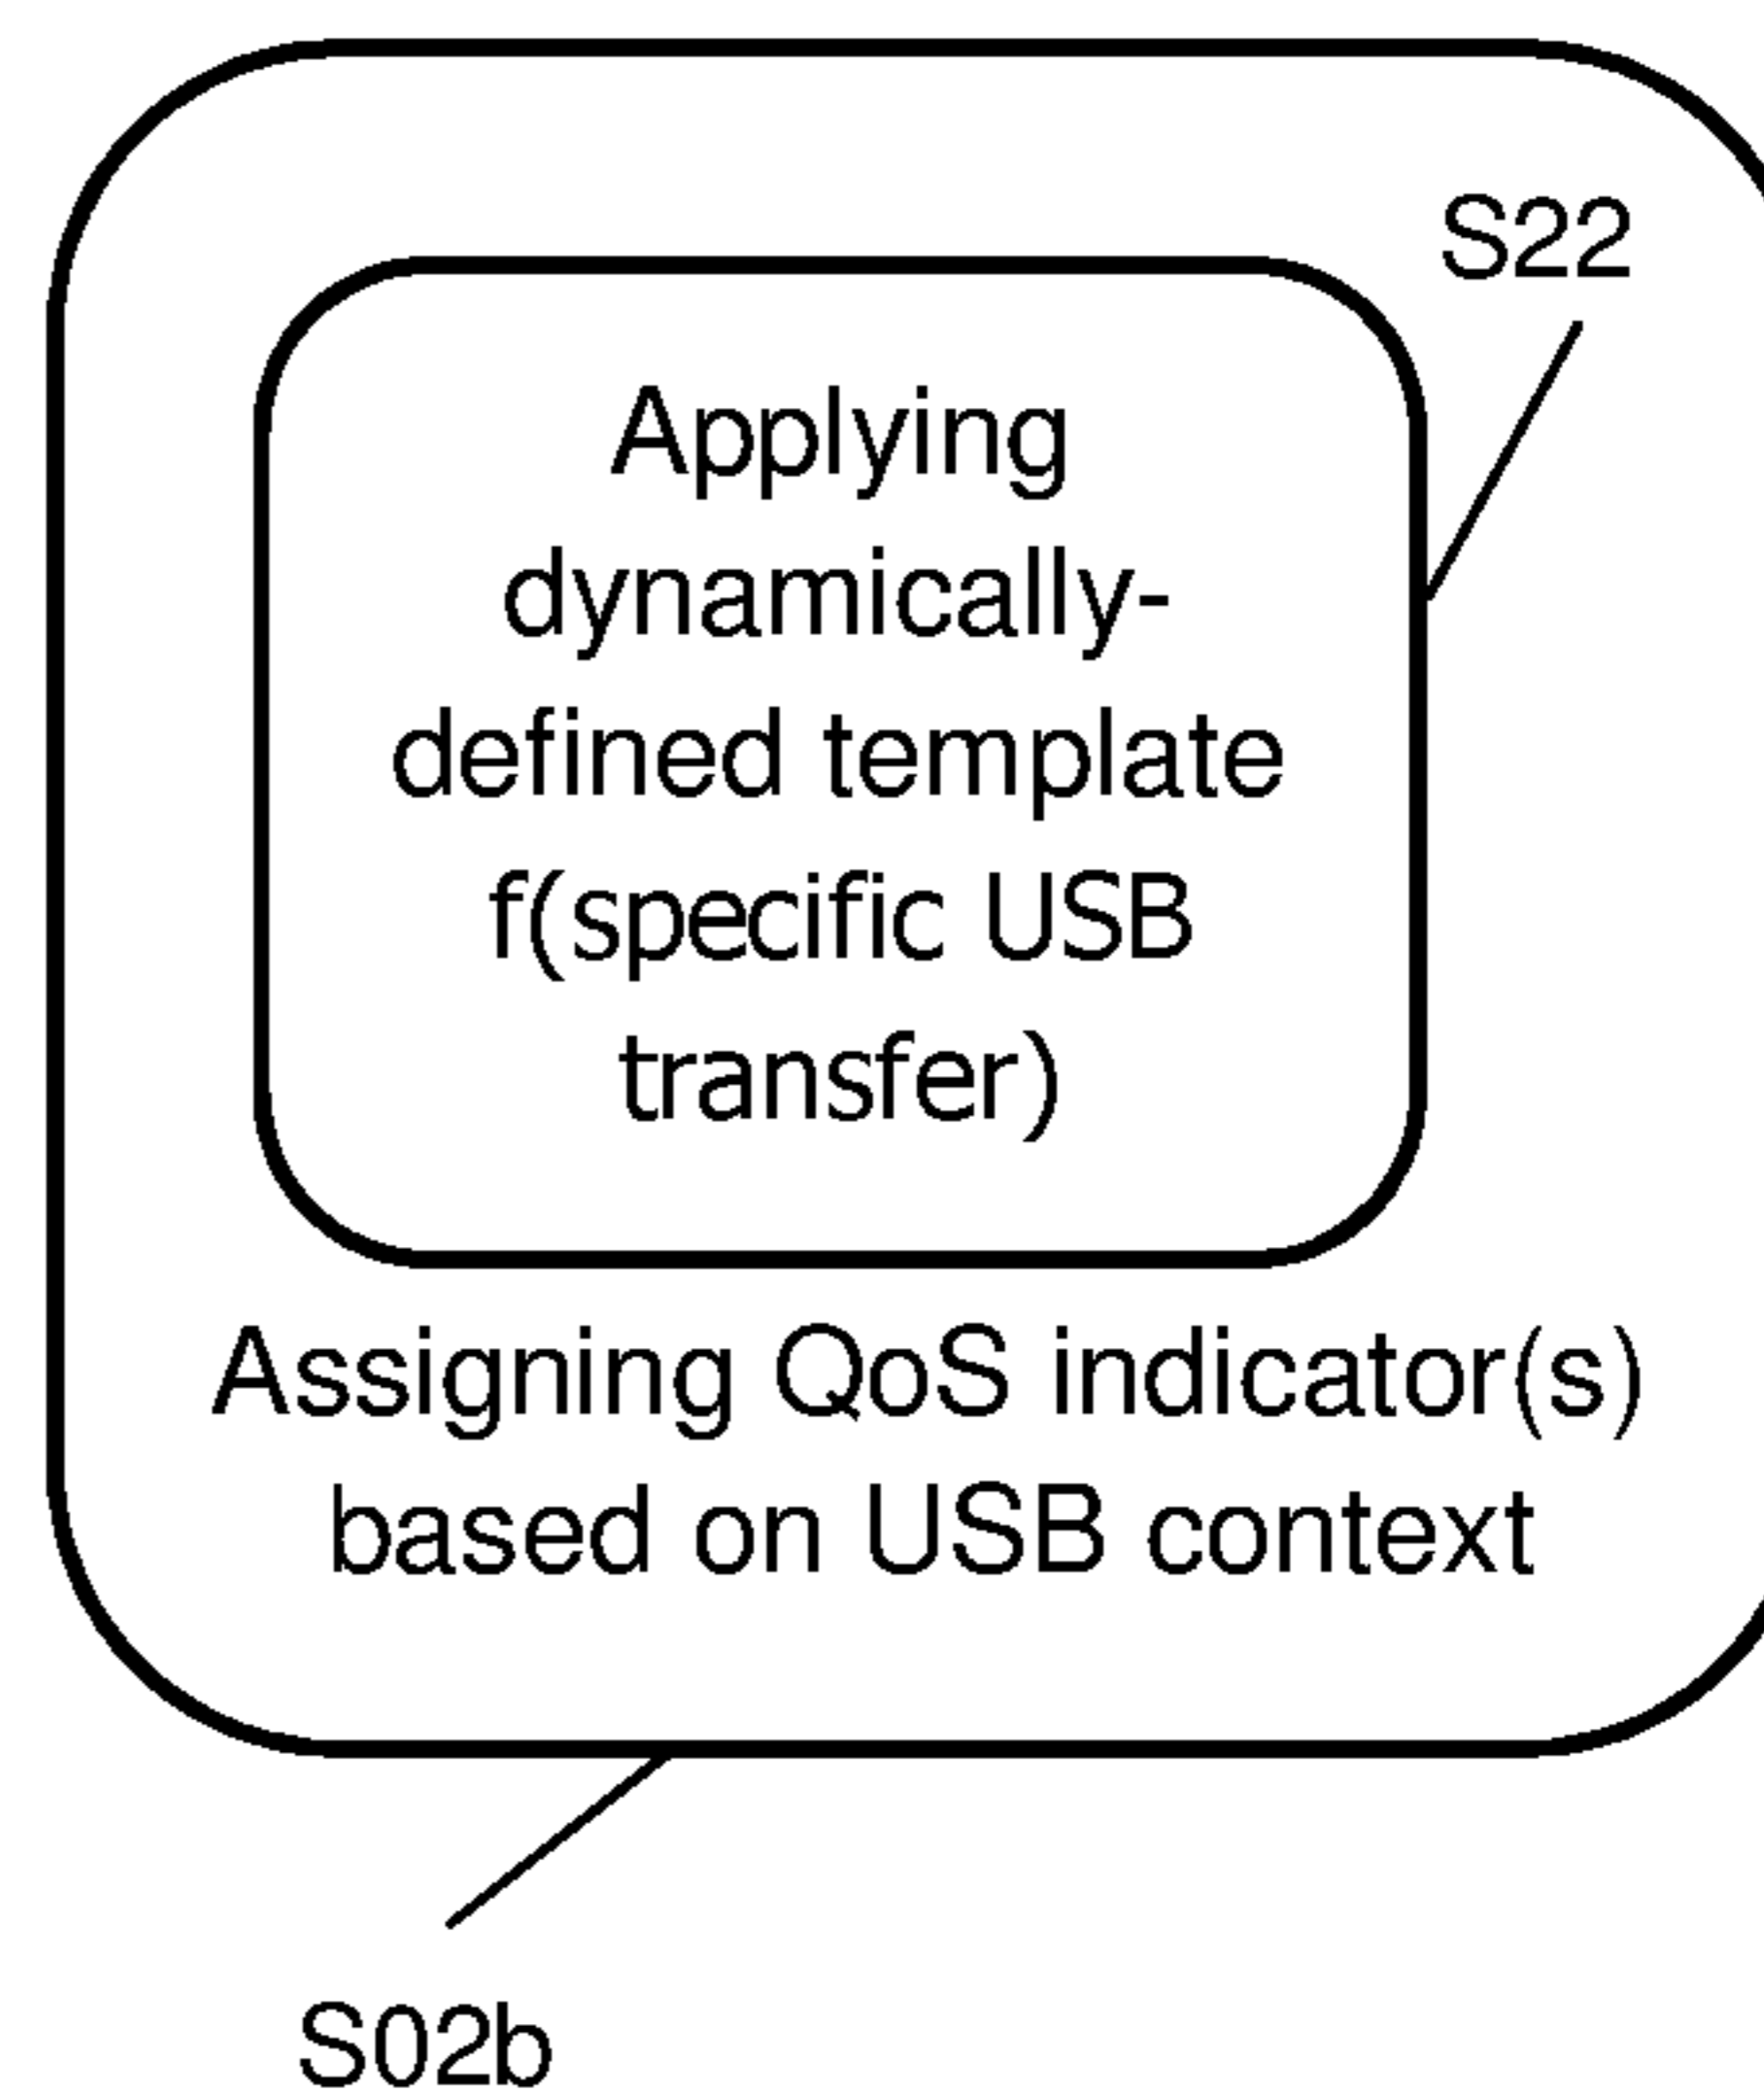 S22
Applying
dynamically-
defined template
f(specific USB
transfer)
Assigning QoS indicator(s)
based on USB context
S02b